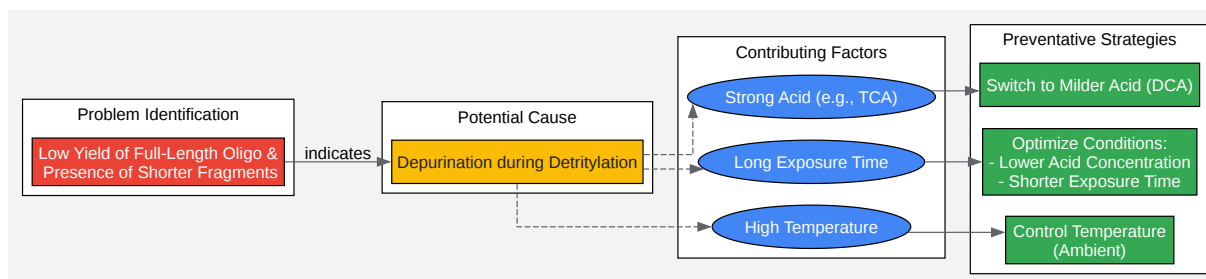 Problem Identification
Low Yield of Full-Length Oligo &
Presence of Shorter Fragments
indicates
Potential Cause
Depurination during Detritylation
Contributing Factors
Strong Acid (e.g., TCA)
Long Exposure Time
High Temperature
Preventative Strategies
Switch to Milder Acid (DCA)
Optimize Conditions:
- Lower Acid Concentration
- Shorter Exposure Time
Control Temperature
(Ambient)